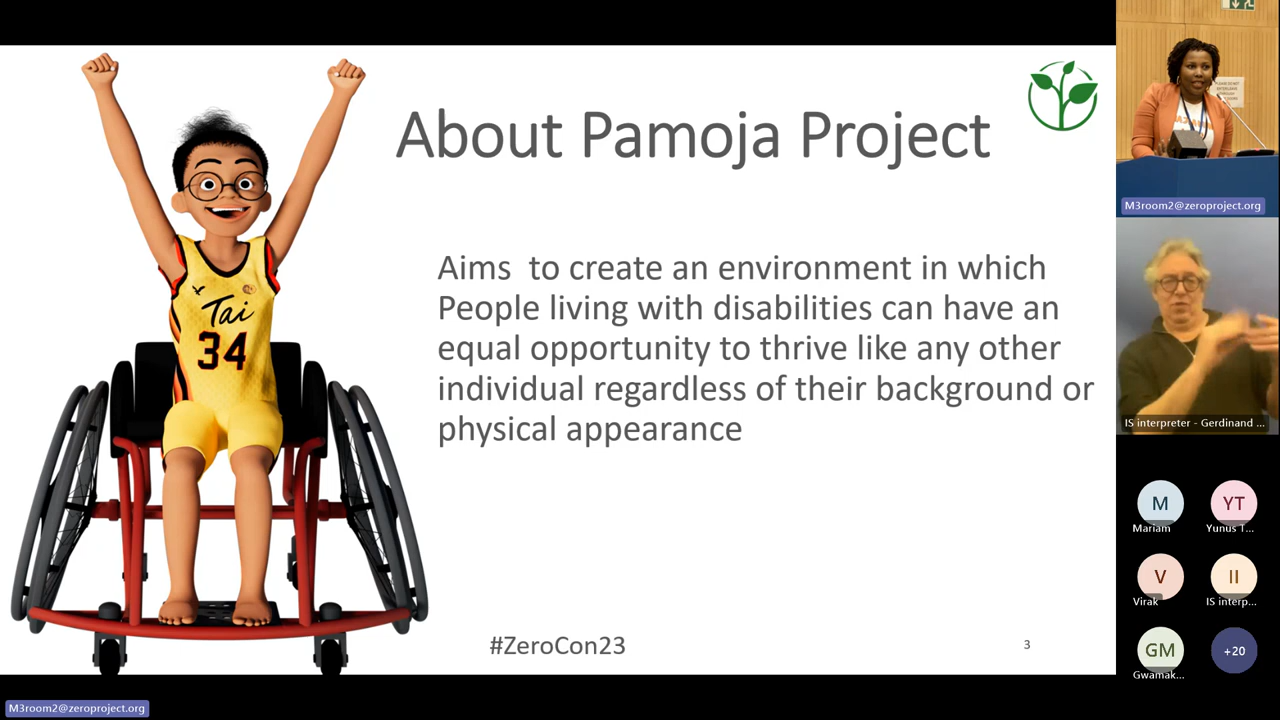 About Pamoja Project
Aims to create an environment in which
People living with disabilities can have an
equal opportunity to thrive like any other
individual regardless of their background or
physical appearance
Tai
34
#ZeroCon23
3
M3room2@zeroproject.org
IS interpreter - Gerdinand ...
M
Mariam
YT
Yunus T...
V
Virak
II
IS interp...
GM
Gwamak...
+20
M3room2@zeroproject.org